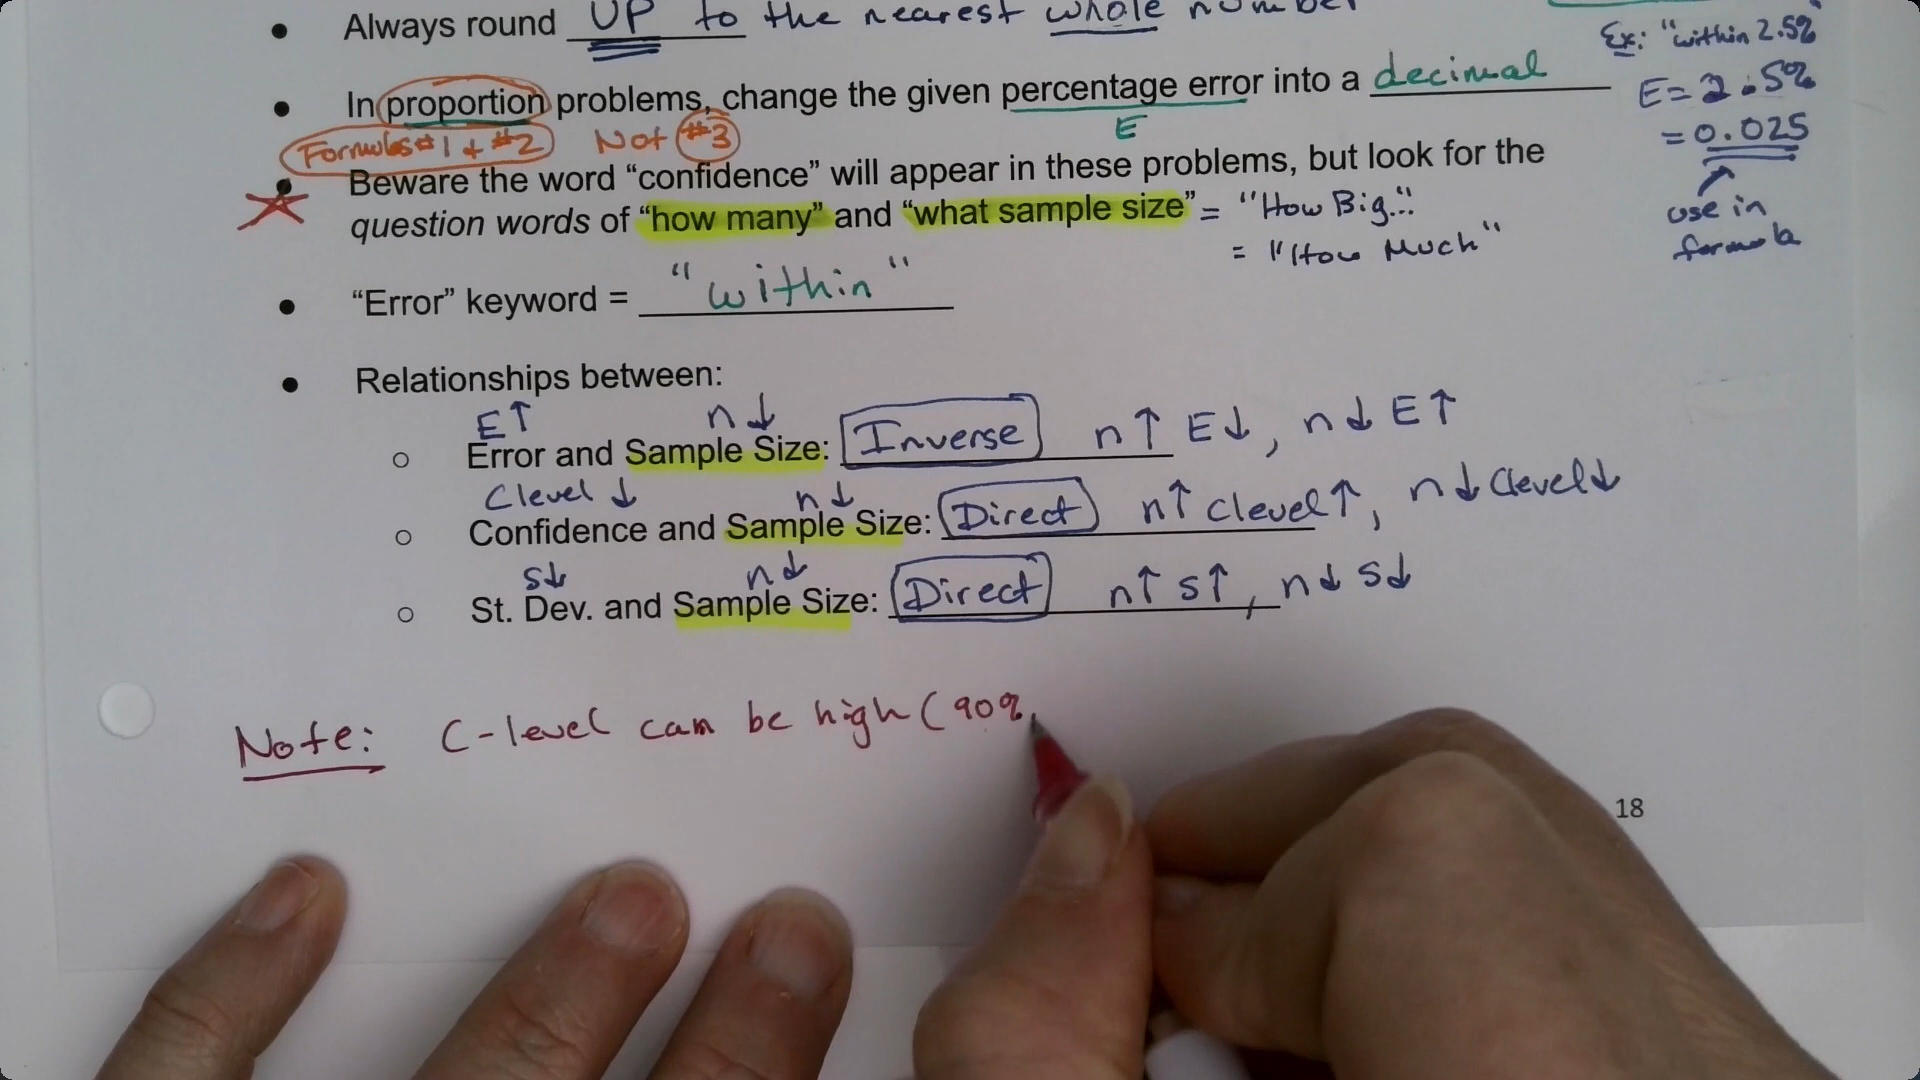 • Always round UP to the nearest whole number
Ex: "within 2.5%"
• In proportion problems, change the given percentage error into a decimal
E
E = 2.5%
= 0.025
use in
formula
Formulas #1 + #2 Not #3
• Beware the word “confidence” will appear in these problems, but look for the
question words of “how many” and “what sample size” = "How Big..."
= "How Much"
• “Error” keyword = "within"
• Relationships between:
E↑ n↓
○ Error and Sample Size: Inverse n↑ E↓, n↓ E↑
Clevel ↓ n↓
○ Confidence and Sample Size: Direct n↑ Clevel↑, n↓ Clevel↓
s↓ n↓
○ St. Dev. and Sample Size: Direct n↑ s↑, n↓ s↓
Note: C-level can be high (90%
18